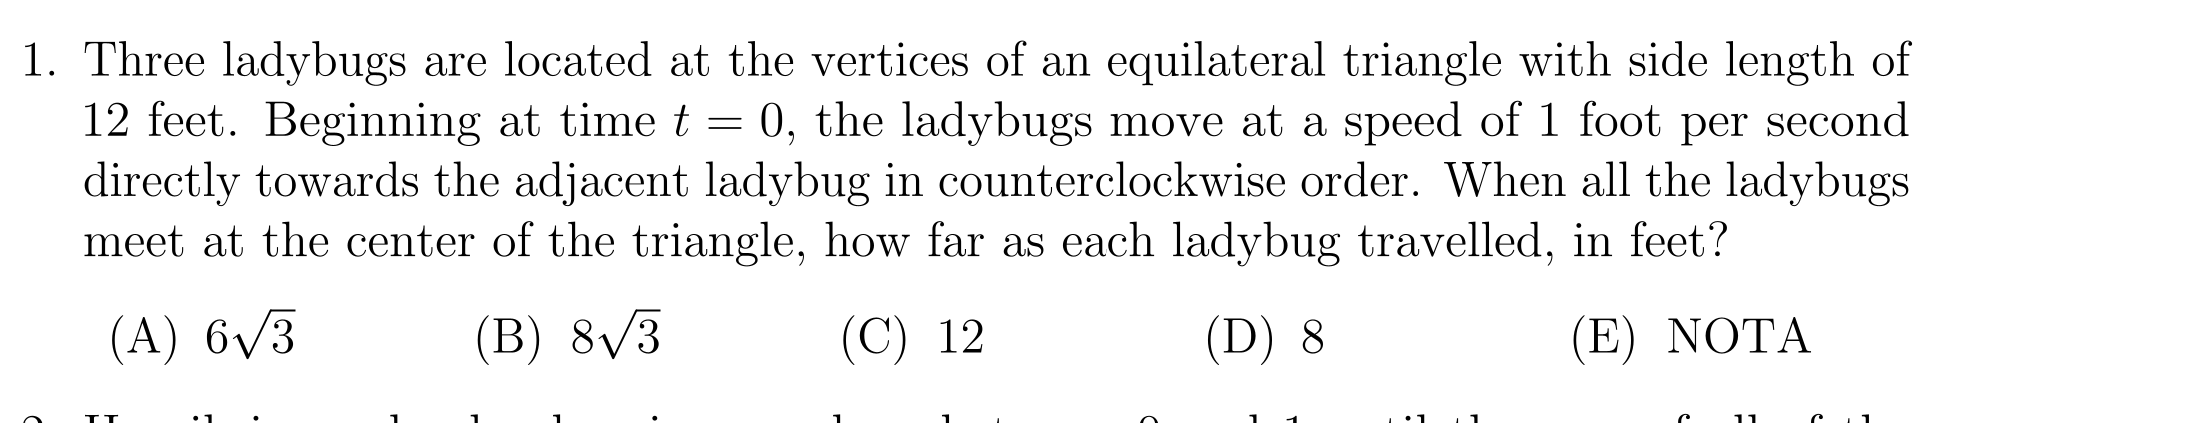 1. Three ladybugs are located at the vertices of an equilateral triangle with side length of
12 feet. Beginning at time t = 0, the ladybugs move at a speed of 1 foot per second
directly towards the adjacent ladybug in counterclockwise order. When all the ladybugs
meet at the center of the triangle, how far as each ladybug travelled, in feet?
(A) 6√3 (B) 8√3 (C) 12 (D) 8 (E) NOTA